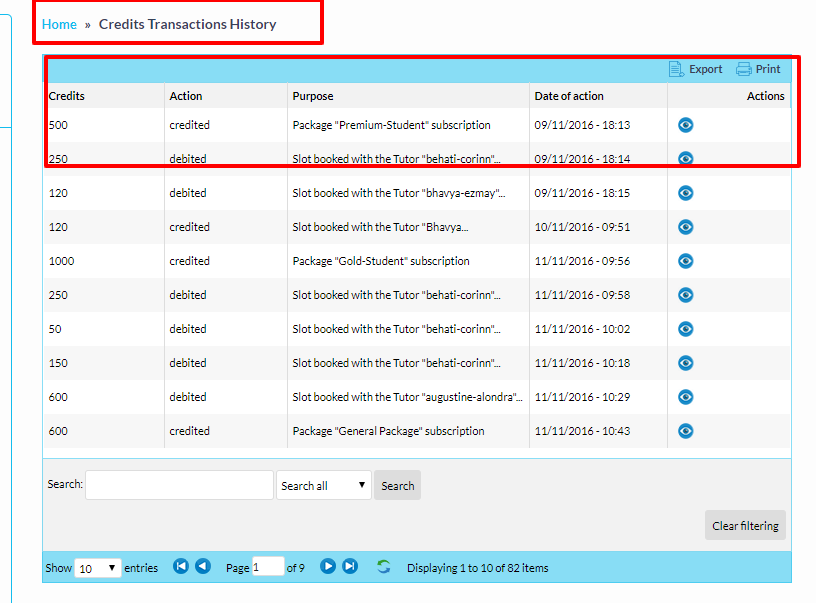 Home » Credits Transactions History
Export Print
Credits Action Purpose Date of action Actions
500 credited Package "Premium-Student" subscription 09/11/2016 - 18:13
250 debited Slot booked with the Tutor "behati-corinn"... 09/11/2016 - 18:14
120 debited Slot booked with the Tutor "bhavya-ezmay"... 09/11/2016 - 18:15
120 credited Slot booked with the Tutor "Bhavya... 10/11/2016 - 09:51
1000 credited Package "Gold-Student" subscription 11/11/2016 - 09:56
250 debited Slot booked with the Tutor "behati-corinn"... 11/11/2016 - 09:58
50 debited Slot booked with the Tutor "behati-corinn"... 11/11/2016 - 10:02
150 debited Slot booked with the Tutor "behati-corinn"... 11/11/2016 - 10:18
600 debited Slot booked with the Tutor "augustine-alondra"... 11/11/2016 - 10:29
600 credited Package "General Package" subscription 11/11/2016 - 10:43
Search: Search all Search
Clear filtering
Show 10 entries Page 1 of 9 Displaying 1 to 10 of 82 items